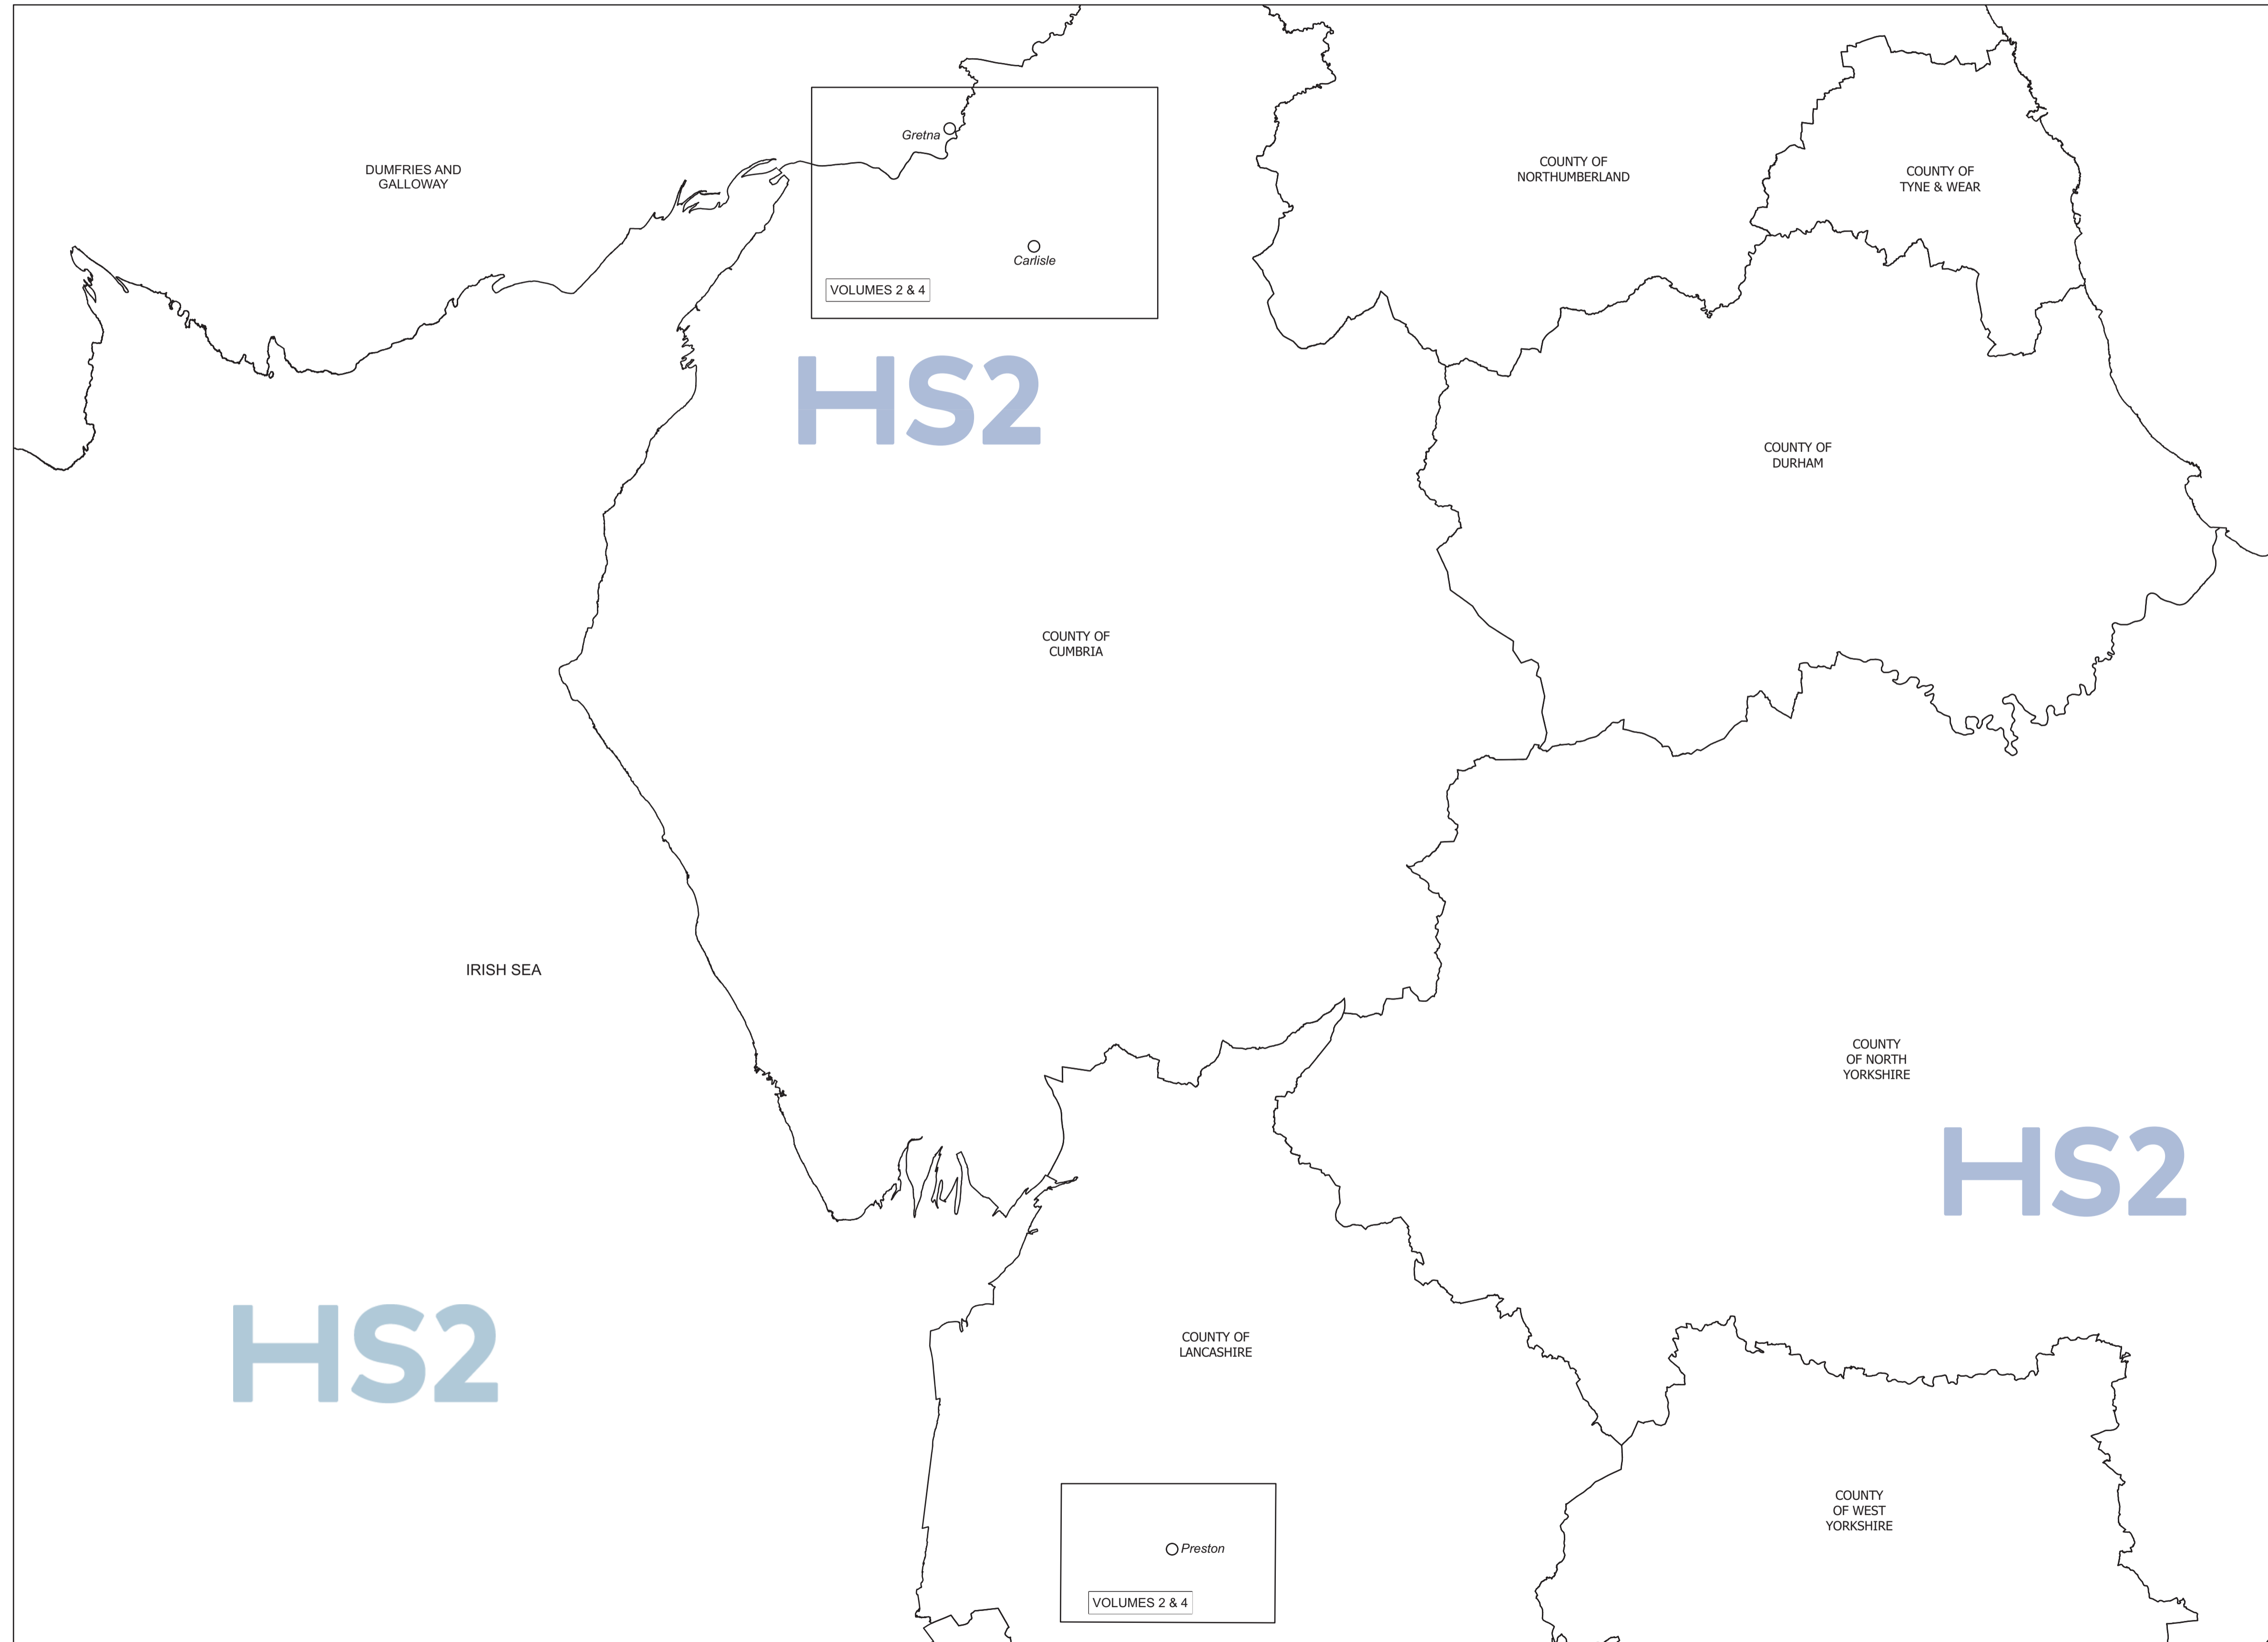 Gretna
DUMFRIES AND
GALLOWAY
COUNTY OF
NORTHUMBERLAND
COUNTY OF
TYNE & WEAR
Carlisle
VOLUMES 2 & 4
HS2
COUNTY OF
DURHAM
COUNTY OF
CUMBRIA
IRISH SEA
COUNTY
OF NORTH
YORKSHIRE
HS2
HS2
COUNTY OF
LANCASHIRE
COUNTY
OF WEST
YORKSHIRE
Preston
VOLUMES 2 & 4